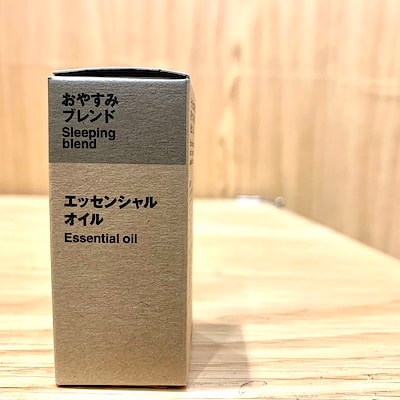 おやすみ
ブレンド
Sleeping
blend
エッセンシャル
オイル
Essential oil